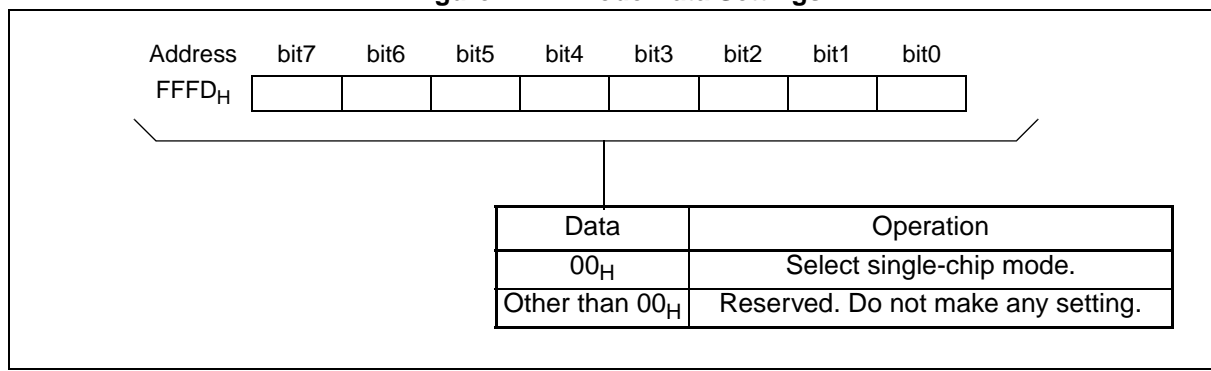 Address bit7 bit6 bit5 bit4 bit3 bit2 bit1 bit0
FFFDH
Data Operation
00H Select single-chip mode.
Other than 00H Reserved. Do not make any setting.